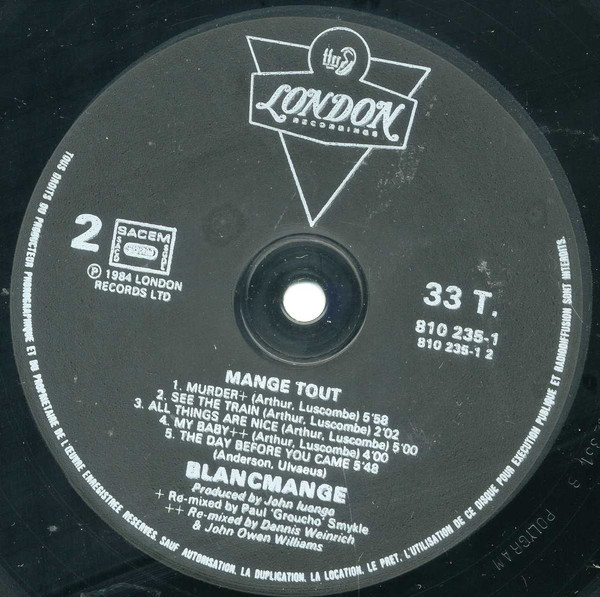 ffrr
LONDON
RECORDINGS
2
SACEM
SACD
SDRM
SGDL
℗ 1984 LONDON
RECORDS LTD
33 T.
810 235-1
810 235-1 2
MANGE TOUT
1. MURDER+ (Arthur, Luscombe) 5'58
2. SEE THE TRAIN (Arthur, Luscombe) 2'02
3. ALL THINGS ARE NICE (Arthur, Luscombe) 5'00
4. MY BABY++ (Arthur, Luscombe) 4'00
5. THE DAY BEFORE YOU CAME 5'48
(Anderson, Ulvaeus)
BLANCMANGE
Produced by John luongo
+ Re-mixed by Paul 'Groucho' Smykle
++ Re-mixed by Dannis Weinrich
& John Owen Williams
TOUS DROITS DU PRODUCTEUR PHONOGRAPHIQUE ET DU PROPRIETAIRE DE L'ŒUVRE ENREGISTREE RESERVES. SAUF AUTORISATION. LA DUPLICATION. LA LOCATION. LE PRET. L'UTILISATION DE CE DISQUE POUR EXECUTION PUBLIQUE ET RADIODIFFUSION SONT INTERDITS.
POLYGRAM